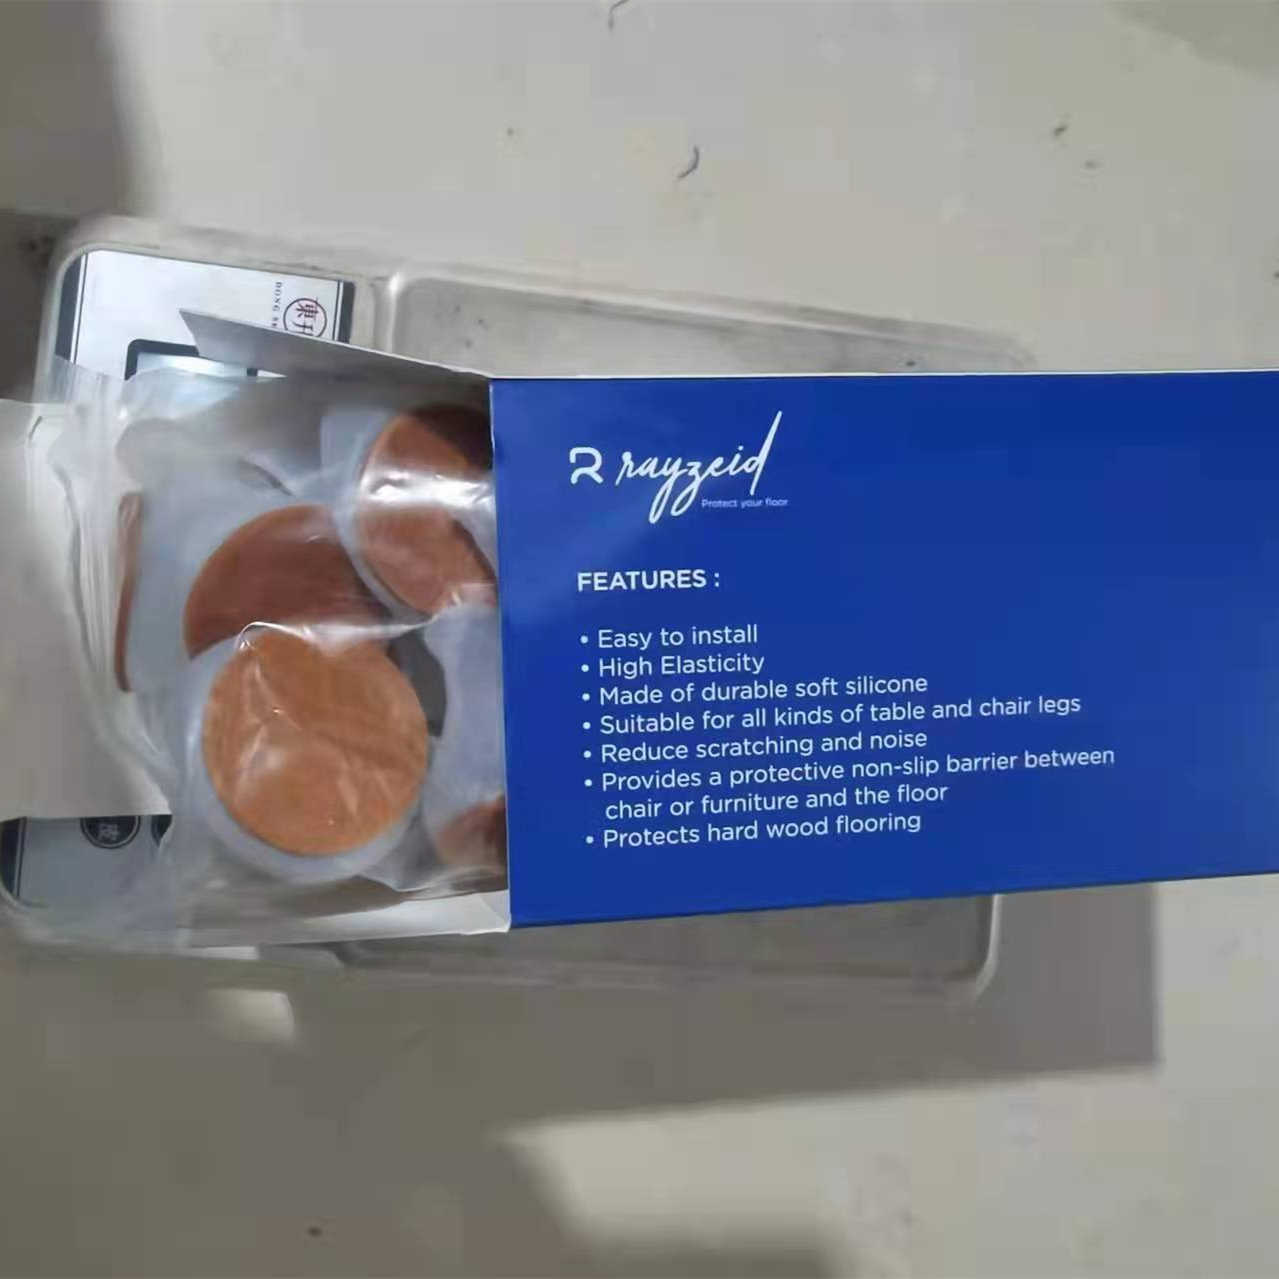 rayzeid
Protect your floor
FEATURES :
• Easy to install
• High Elasticity
• Made of durable soft silicone
• Suitable for all kinds of table and chair legs
• Reduce scratching and noise
• Provides a protective non-slip barrier between
chair or furniture and the floor
• Protects hard wood flooring
東
DONG